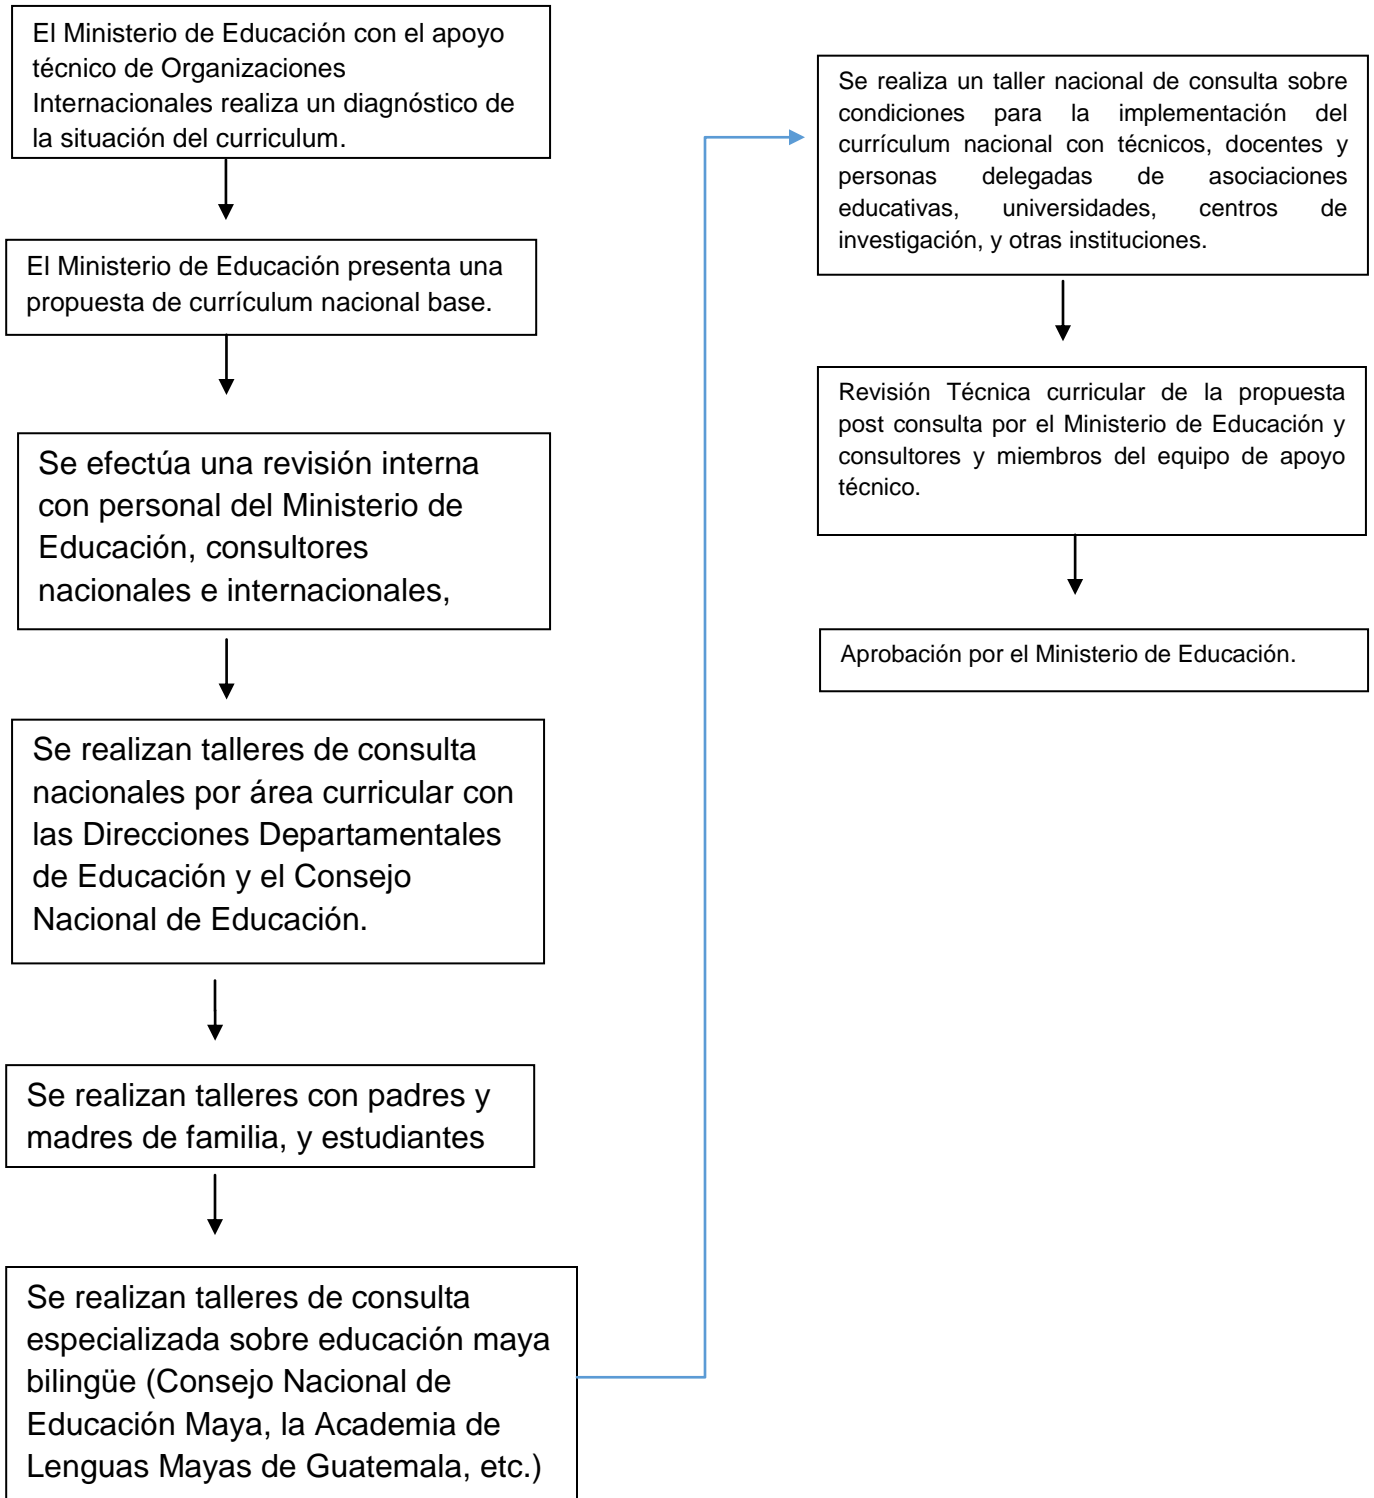 El Ministerio de Educación con el apoyo
técnico de Organizaciones
Internacionales realiza un diagnóstico de
la situación del curriculum.
El Ministerio de Educación presenta una
propuesta de currículum nacional base.
Se efectúa una revisión interna
con personal del Ministerio de
Educación, consultores
nacionales e internacionales,
Se realizan talleres de consulta
nacionales por área curricular con
las Direcciones Departamentales
de Educación y el Consejo
Nacional de Educación.
Se realizan talleres con padres y
madres de familia, y estudiantes
Se realizan talleres de consulta
especializada sobre educación maya
bilingüe (Consejo Nacional de
Educación Maya, la Academia de
Lenguas Mayas de Guatemala, etc.)
Se realiza un taller nacional de consulta sobre
condiciones para la implementación del
currículum nacional con técnicos, docentes y
personas delegadas de asociaciones
educativas, universidades, centros de
investigación, y otras instituciones.
Revisión Técnica curricular de la propuesta
post consulta por el Ministerio de Educación y
consultores y miembros del equipo de apoyo
técnico.
Aprobación por el Ministerio de Educación.